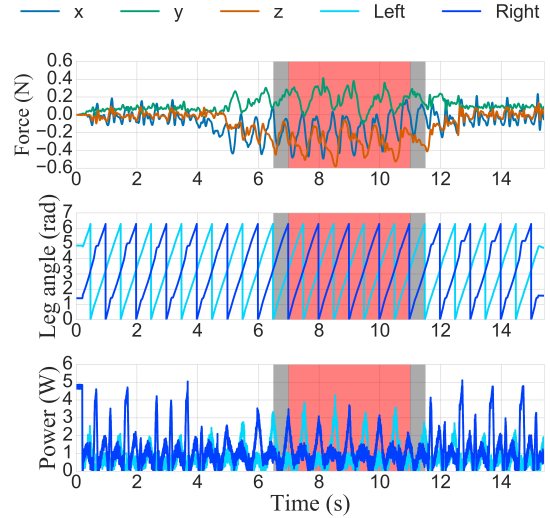 x y z Left Right
0.6
0.4
0.2
0.0
−0.2
−0.4
−0.6
Force (N)
0 2 4 6 8 10 12 14
7
6
5
4
3
2
1
0
Leg angle (rad)
0 2 4 6 8 10 12 14
6
5
4
3
2
1
0
Power (W)
0 2 4 6 8 10 12 14
Time (s)